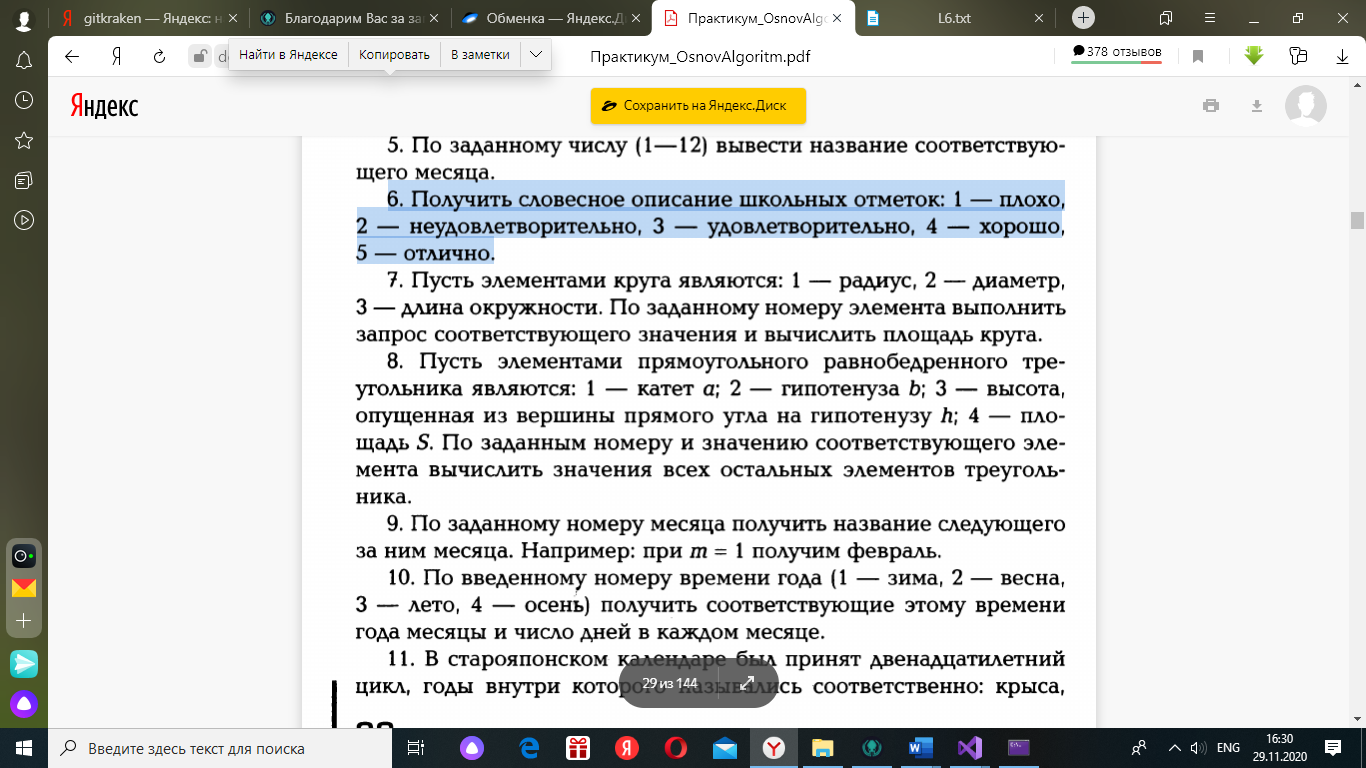 gitkraken — Яндекс: н
Благодарим Вас за за
Обменка — Яндекс.Д
Практикум_OsnovAlgo
L6.txt
Найти в Яндексе
Копировать
В заметки
Практикум_OsnovAlgoritm.pdf
378 отзывов
Яндекс
Сохранить на Яндекс.Диск
5. По заданному числу (1—12) вывести название соответствую-
щего месяца.
6. Получить словесное описание школьных отметок: 1 — плохо,
2 — неудовлетворительно, 3 — удовлетворительно, 4 — хорошо,
5 — отлично.
7. Пусть элементами круга являются: 1 — радиус, 2 — диаметр,
3 — длина окружности. По заданному номеру элемента выполнить
запрос соответствующего значения и вычислить площадь круга.
8. Пусть элементами прямоугольного равнобедренного тре-
угольника являются: 1 — катет a; 2 — гипотенуза b; 3 — высота,
опущенная из вершины прямого угла на гипотенузу h; 4 — пло-
щадь S. По заданным номеру и значению соответствующего эле-
мента вычислить значения всех остальных элементов треуголь-
ника.
9. По заданному номеру месяца получить название следующего
за ним месяца. Например: при m = 1 получим февраль.
10. По введенному номеру времени года (1 — зима, 2 — весна,
3 — лето, 4 — осень) получить соответствующие этому времени
года месяцы и число дней в каждом месяце.
11. В старояпонском календаре был принят двенадцатилетний
цикл, годы внутри которого назывались соответственно: крыса,
29 из 144
Введите здесь текст для поиска
ENG
16:30
29.11.2020